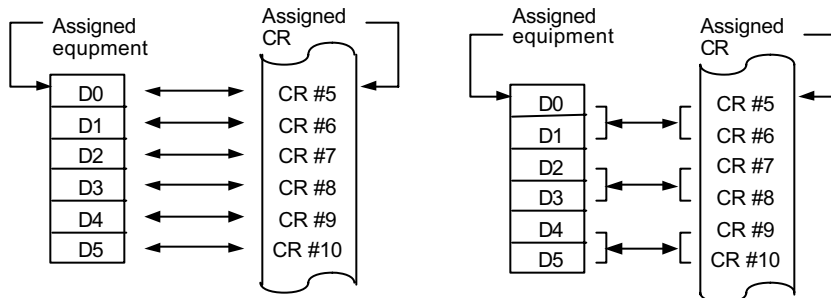 Assigned
equpment
Assigned
CR
D0
D1
D2
D3
D4
D5
CR #5
CR #6
CR #7
CR #8
CR #9
CR #10
Assigned
equipment
Assigned
CR
D0
D1
D2
D3
D4
D5
CR #5
CR #6
CR #7
CR #8
CR #9
CR #10